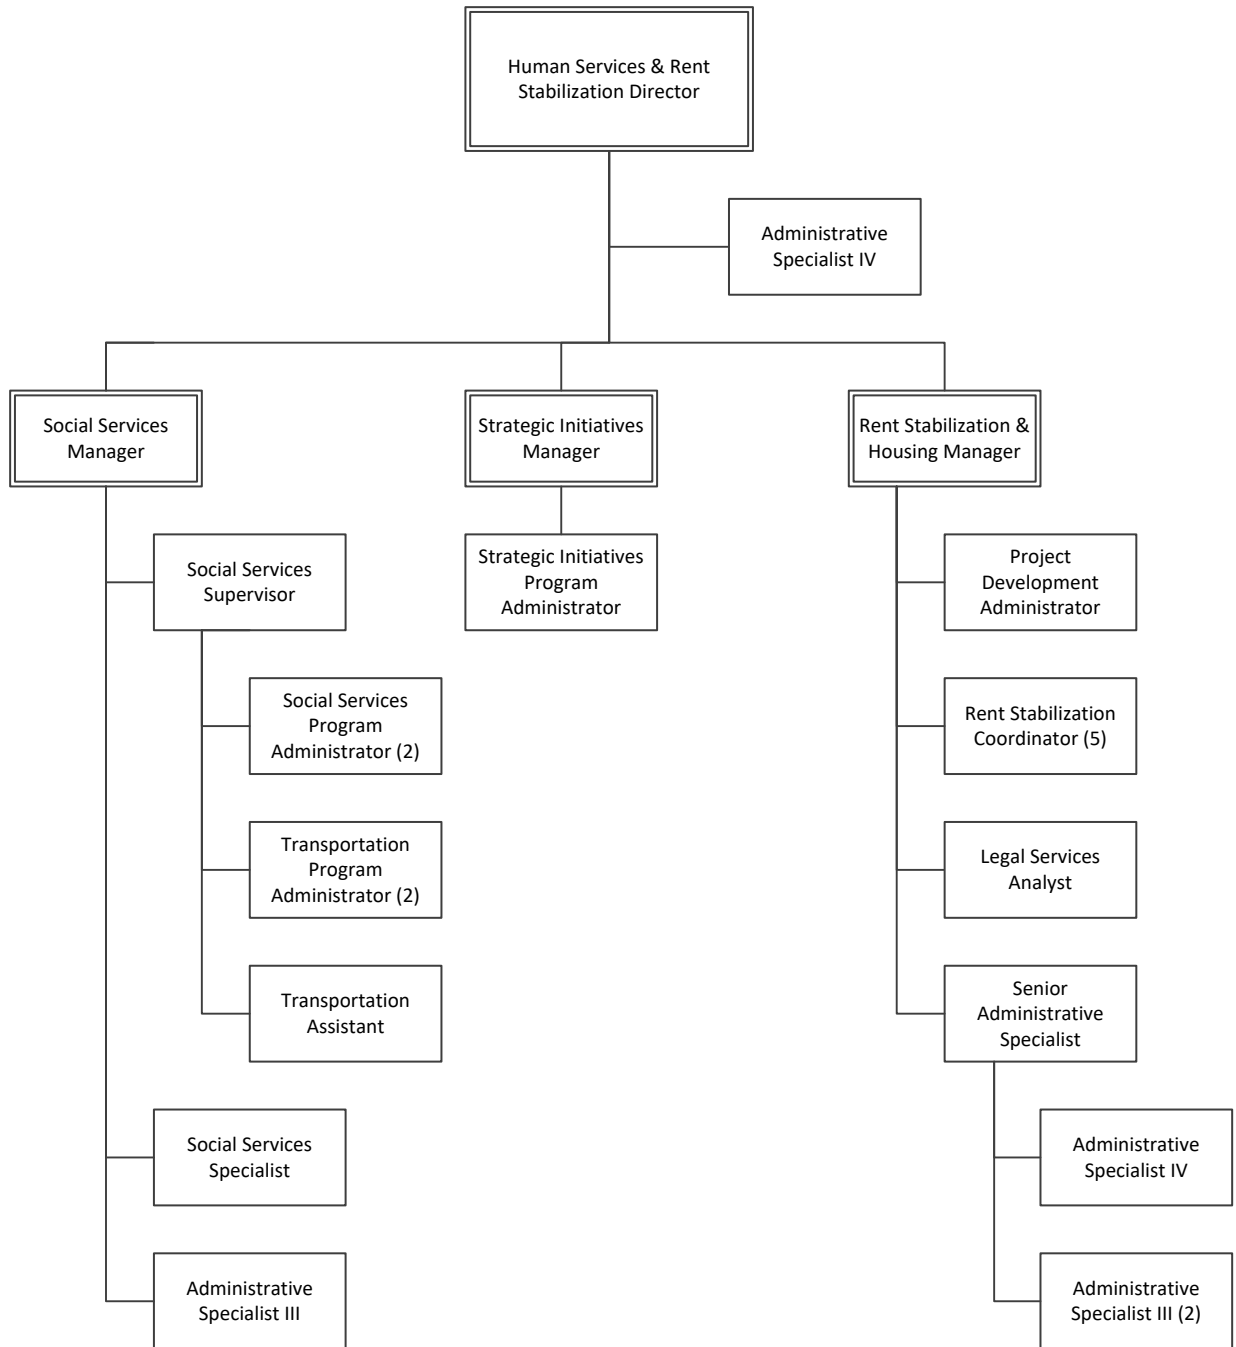 Human Services & Rent
Stabilization Director
Administrative
Specialist IV
Social Services
Manager
Strategic Initiatives
Manager
Rent Stabilization &
Housing Manager
Social Services
Supervisor
Strategic Initiatives
Program
Administrator
Project
Development
Administrator
Social Services
Program
Administrator (2)
Rent Stabilization
Coordinator (5)
Transportation
Program
Administrator (2)
Legal Services
Analyst
Transportation
Assistant
Senior
Administrative
Specialist
Social Services
Specialist
Administrative
Specialist IV
Administrative
Specialist III
Administrative
Specialist III (2)